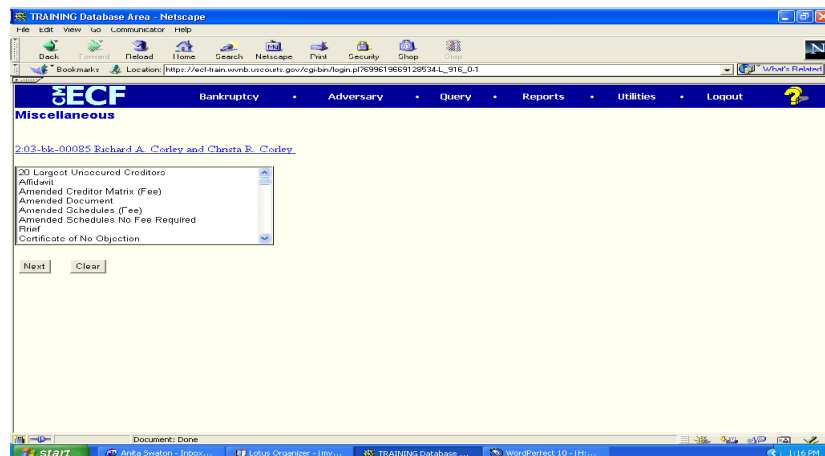 TRAINING Database Area - Netscape
File Edit View Go Communicator Help
Back Forward Reload Home Search Netscape Print Security Shop Stop
Bookmarks Location: https://ecf-train.wvnb.uscourts.gov/cgi-bin/login.pl?699619669128534-L_916_0-1 What's Related
CM ECF Bankruptcy • Adversary • Query • Reports • Utilities • Logout ?
Miscellaneous
2:03-bk-00085 Richard A. Corley and Christa R. Corley
20 Largest Unsecured Creditors
Affidavit
Amended Creditor Matrix (Fee)
Amended Document
Amended Schedules (Fee)
Amended Schedules No Fee Required
Brief
Certificate of No Objection
Next Clear
Document: Done
start Anita Swaton - Inbox... Lotus Organizer - [my... TRAINING Database ... WordPerfect 10 - [H:... 1:16 PM